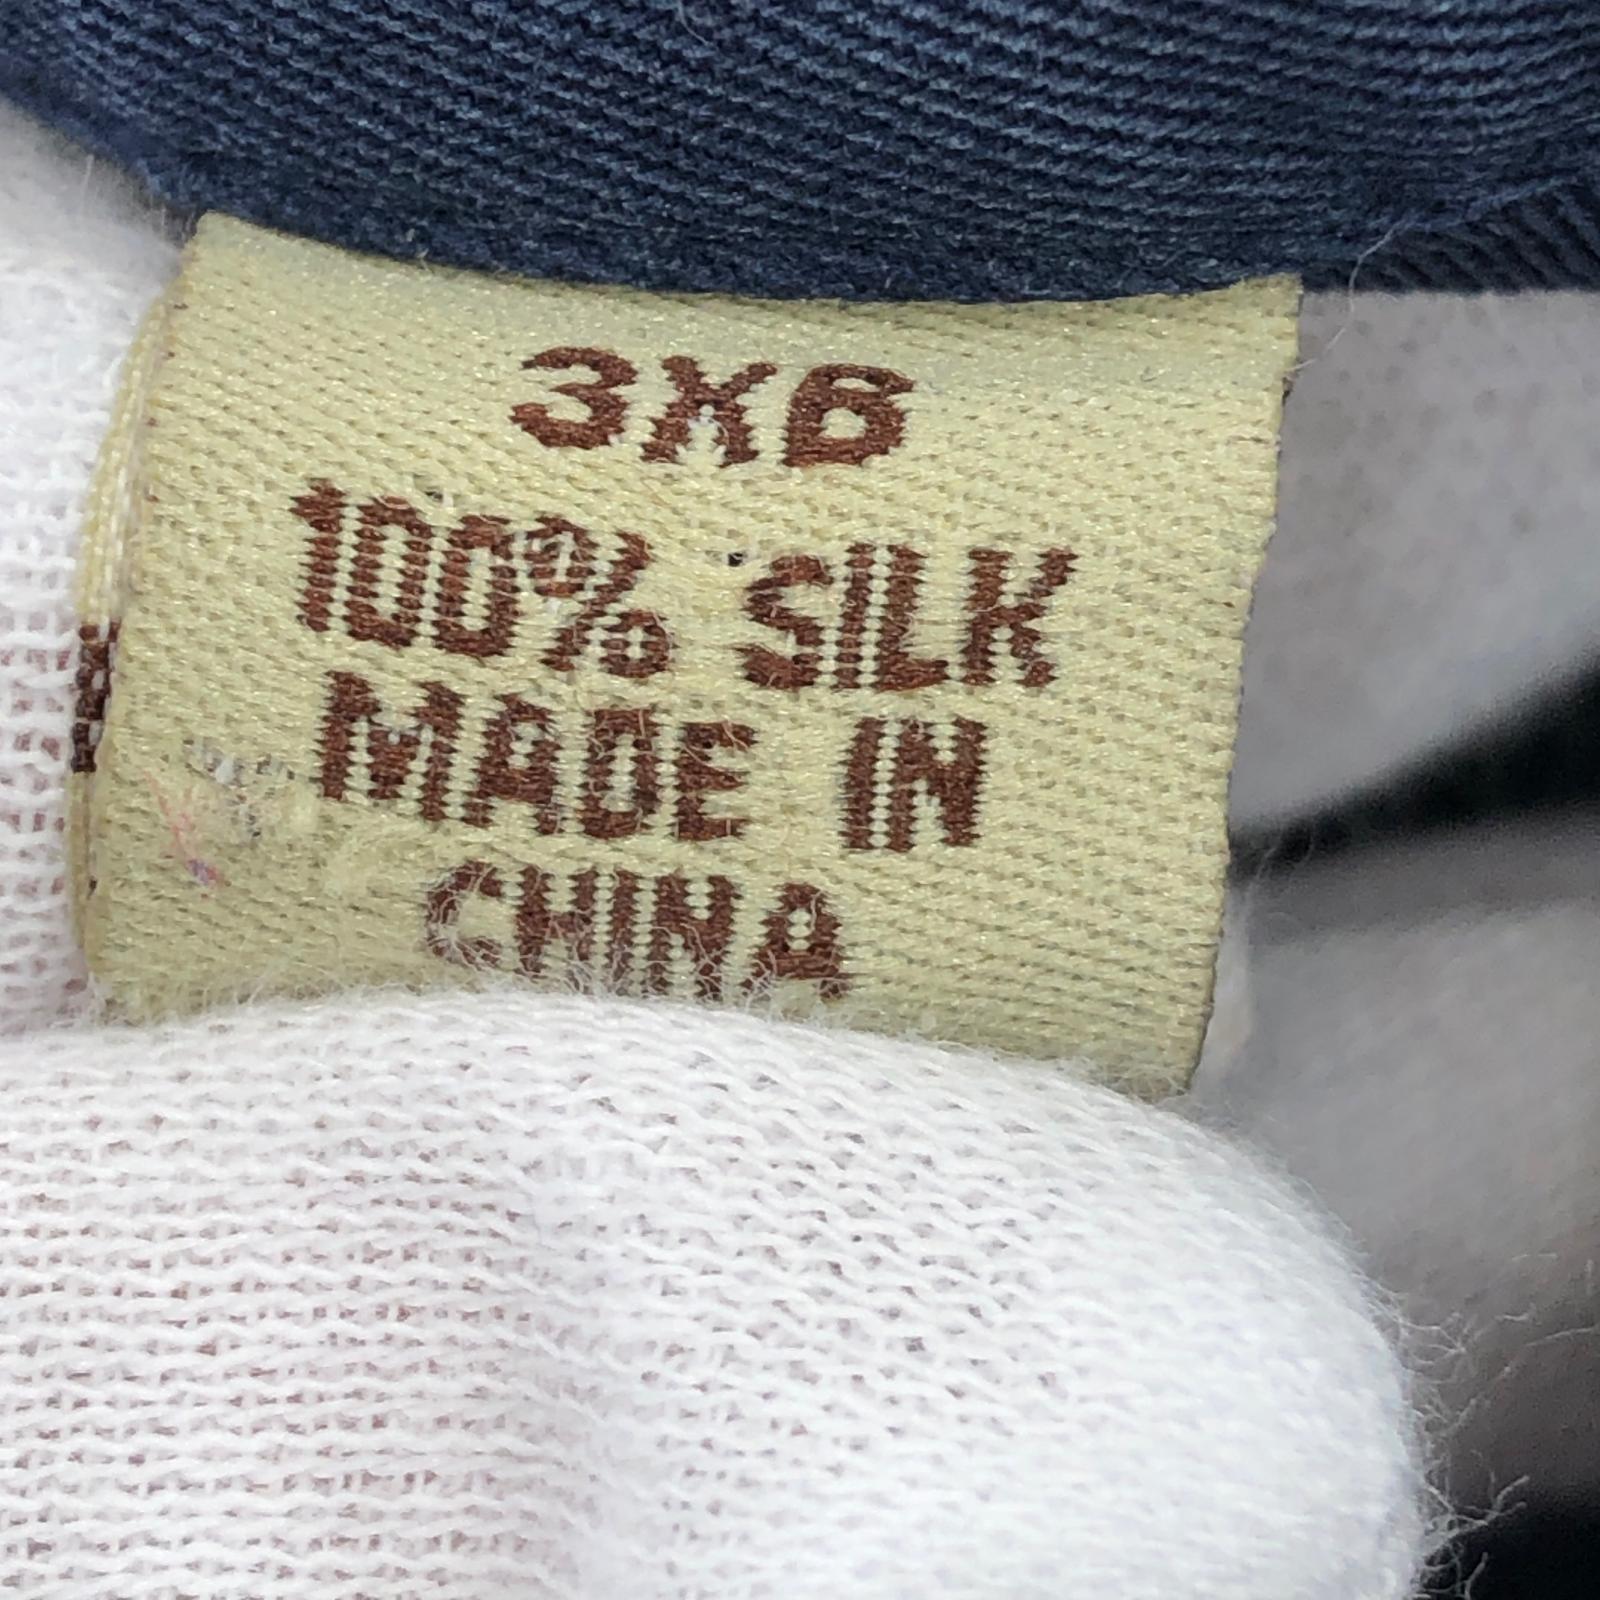 3XB
100% SILK
MADE IN
CHINA